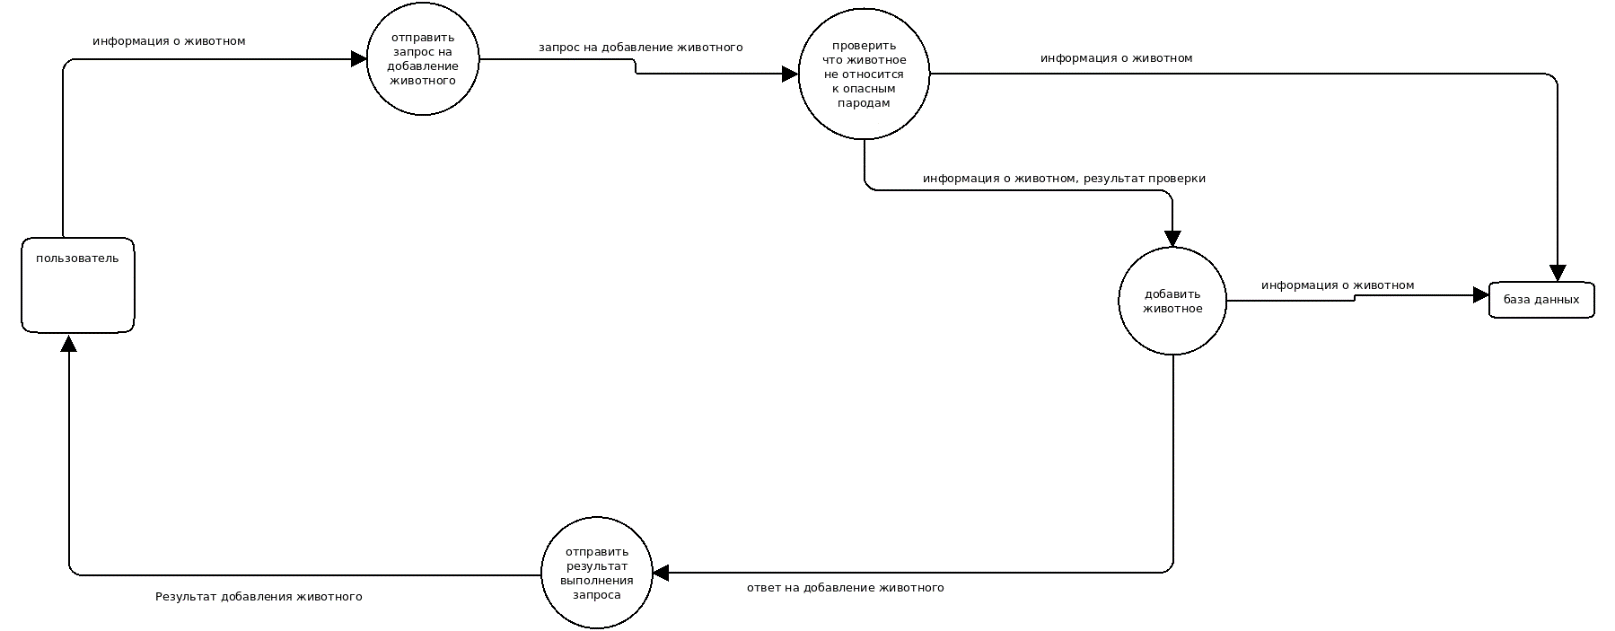 информация о животном
отправить
запрос на
добавление
животного
запрос на добавление животного
проверить
что животное
не относится
к опасным
пародам
информация о животном
информация о животном, результат проверки
пользователь
добавить
животное
информация о животном
база данных
отправить
результат
выполнения
запроса
ответ на добавление животного
Результат добавления животного